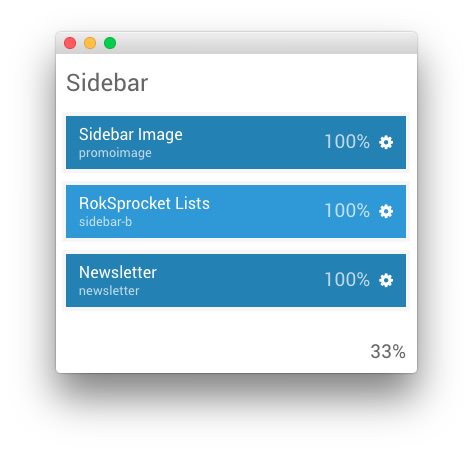 Sidebar
Sidebar Image
promoimage
100%
RokSprocket Lists
sidebar-b
100%
Newsletter
newsletter
100%
33%